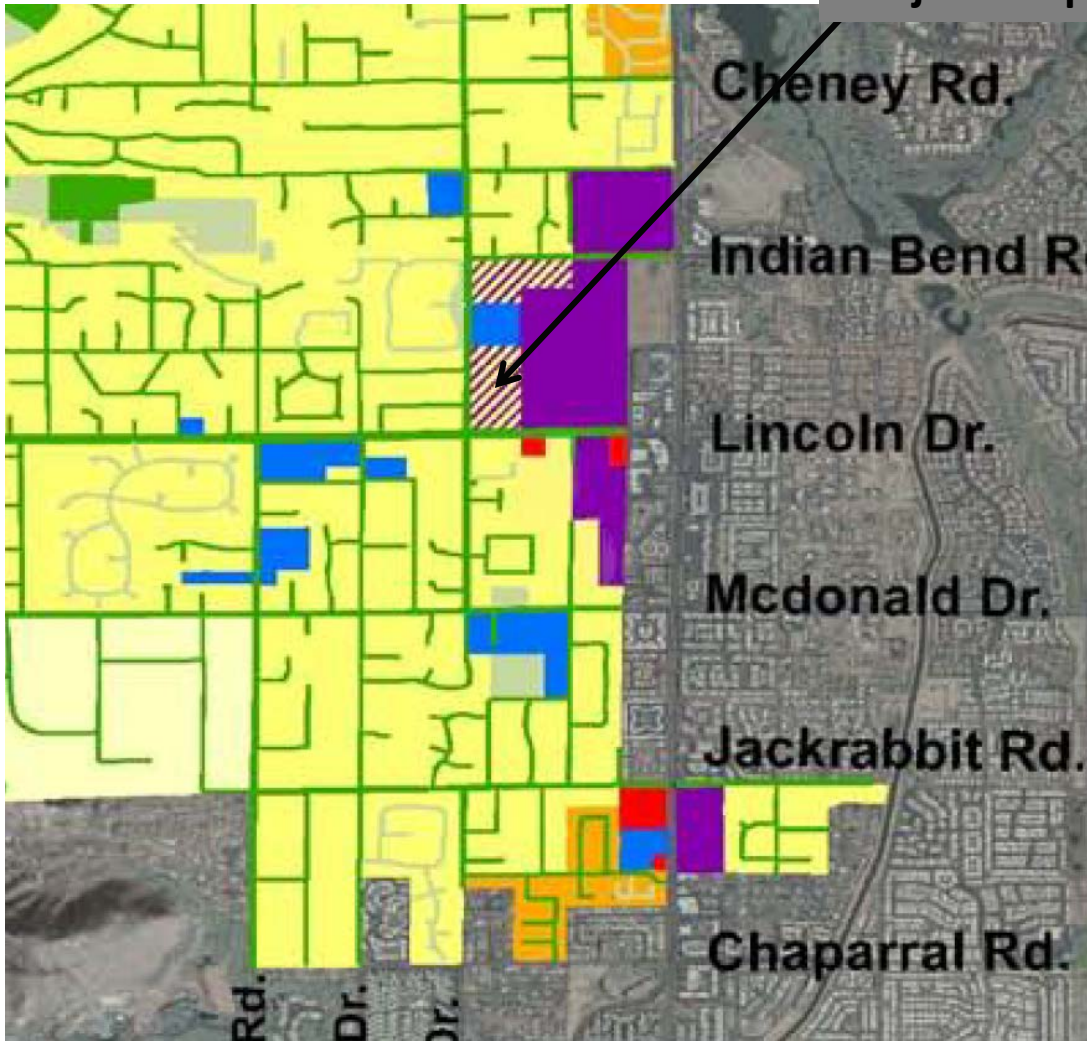 Cheney Rd.
Indian Bend R
Lincoln Dr.
Mcdonald Dr.
Jackrabbit Rd.
Chaparral Rd.
Rd.
Dr.
Dr.